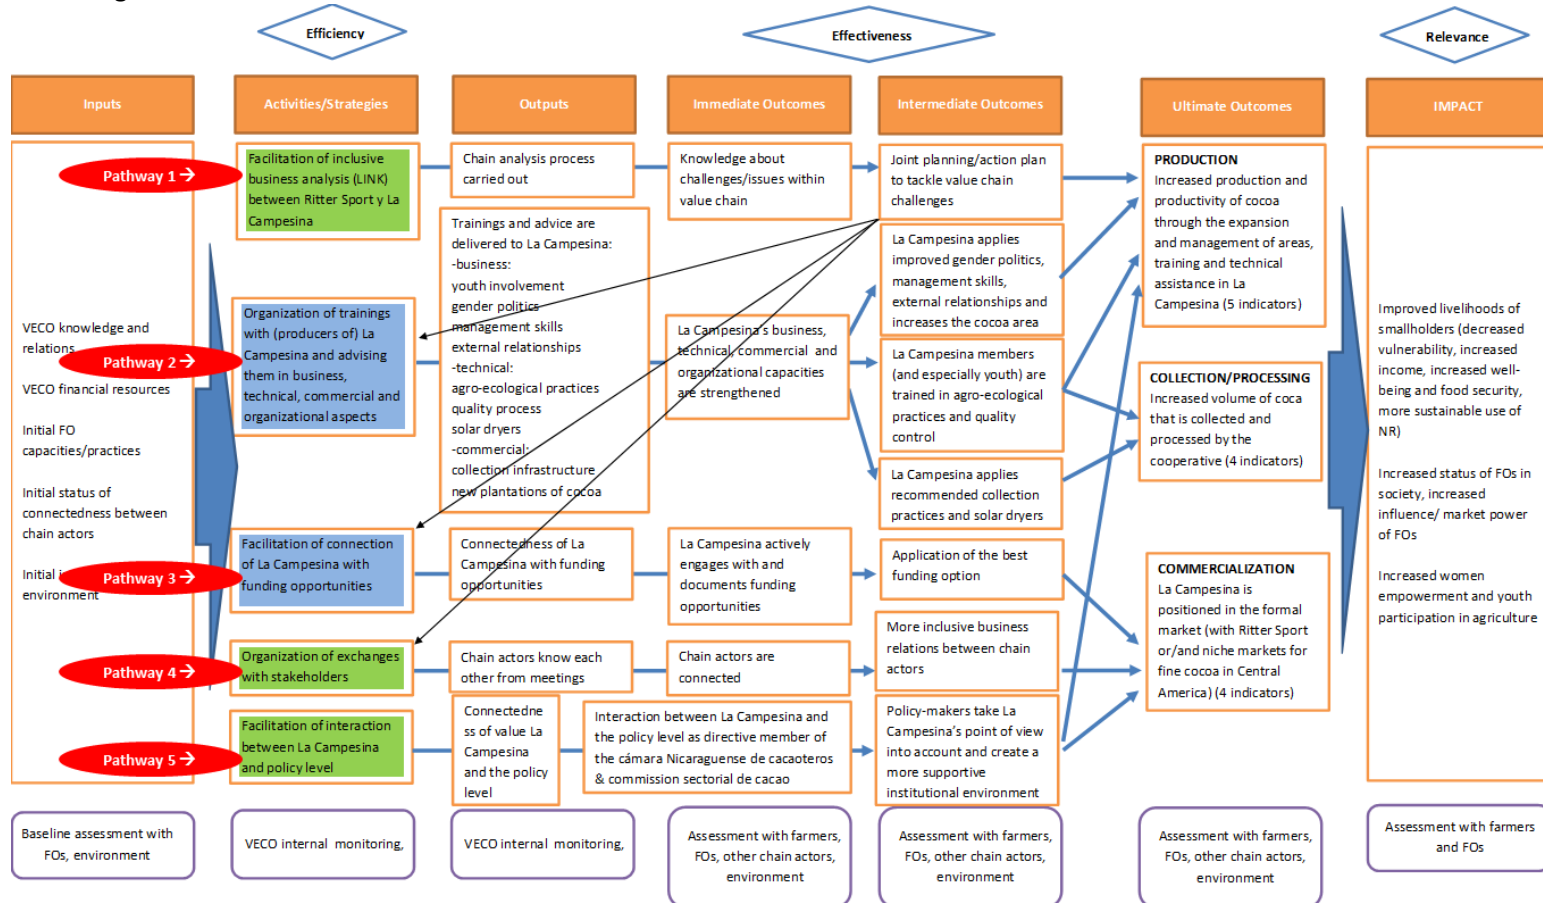 Efficiency
Effectiveness
Relevance
Inputs
Activities/Strategies
Outputs
Immediate Outcomes
Intermediate Outcomes
Ultimate Outcomes
IMPACT
VECO knowledge and
relations
VECO financial resources
Initial FO
capacities/practices
Initial status of
connectedness between
chain actors
Initial
environment
Pathway 1 →
Facilitation of inclusive
business analysis (LINK)
between Ritter Sport y La
Campesina
Chain analysis process
carried out
Knowledge about
challenges/issues within
value chain
Joint planning/action plan
to tackle value chain
challenges
Pathway 2 →
Organization of trainings
with (producers of) La
Campesina and advising
them in business,
technical, commercial and
organizational aspects
Trainings and advice are
delivered to La Campesina:
-business:
youth involvement
gender politics
management skills
external relationships
-technical:
agro-ecological practices
quality process
solar dryers
-commercial:
collection infrastructure
new plantations of cocoa
La Campesina's business,
technical, commercial and
organizational capacities
are strengthened
La Campesina applies
improved gender politics,
management skills,
external relationships and
increases the cocoa area
La Campesina members
(and especially youth) are
trained in agro-ecological
practices and quality
control
La Campesina applies
recommended collection
practices and solar dryers
Pathway 3 →
Facilitation of connection
of La Campesina with
funding opportunities
Connectedness of La
Campesina with funding
opportunities
La Campesina actively
engages with and
documents funding
opportunities
Application of the best
funding option
Pathway 4 →
Organization of exchanges
with stakeholders
Chain actors know each
other from meetings
Chain actors are
connected
More inclusive business
relations between chain
actors
Pathway 5 →
Facilitation of interaction
between La Campesina
and policy level
Connectedne
ss of value La
Campesina
and the policy
level
Interaction between La Campesina and
the policy level as directive member of
the cámara Nicaraguense de cacaoteros
& commission sectorial de cacao
Policy-makers take La
Campesina's point of view
into account and create a
more supportive
institutional environment
PRODUCTION
Increased production and
productivity of cocoa
through the expansion
and management of areas,
training and technical
assistance in La
Campesina (5 indicators)
COLLECTION/PROCESSING
Increased volume of coca
that is collected and
processed by the
cooperative (4 indicators)
COMMERCIALIZATION
La Campesina is
positioned in the formal
market (with Ritter Sport
or/and niche markets for
fine cocoa in Central
America) (4 indicators)
Improved livelihoods of
smallholders (decreased
vulnerability, increased
income, increased well-
being and food security,
more sustainable use of
NR)
Increased status of FOs in
society, increased
influence/ market power
of FOs
Increased women
empowerment and youth
participation in agriculture
Baseline assessment with
FOs, environment
VECO internal monitoring,
VECO internal monitoring,
Assessment with farmers,
FOs, other chain actors,
environment
Assessment with farmers,
FOs, other chain actors,
environment
Assessment with farmers,
FOs, other chain actors,
environment
Assessment with farmers
and FOs